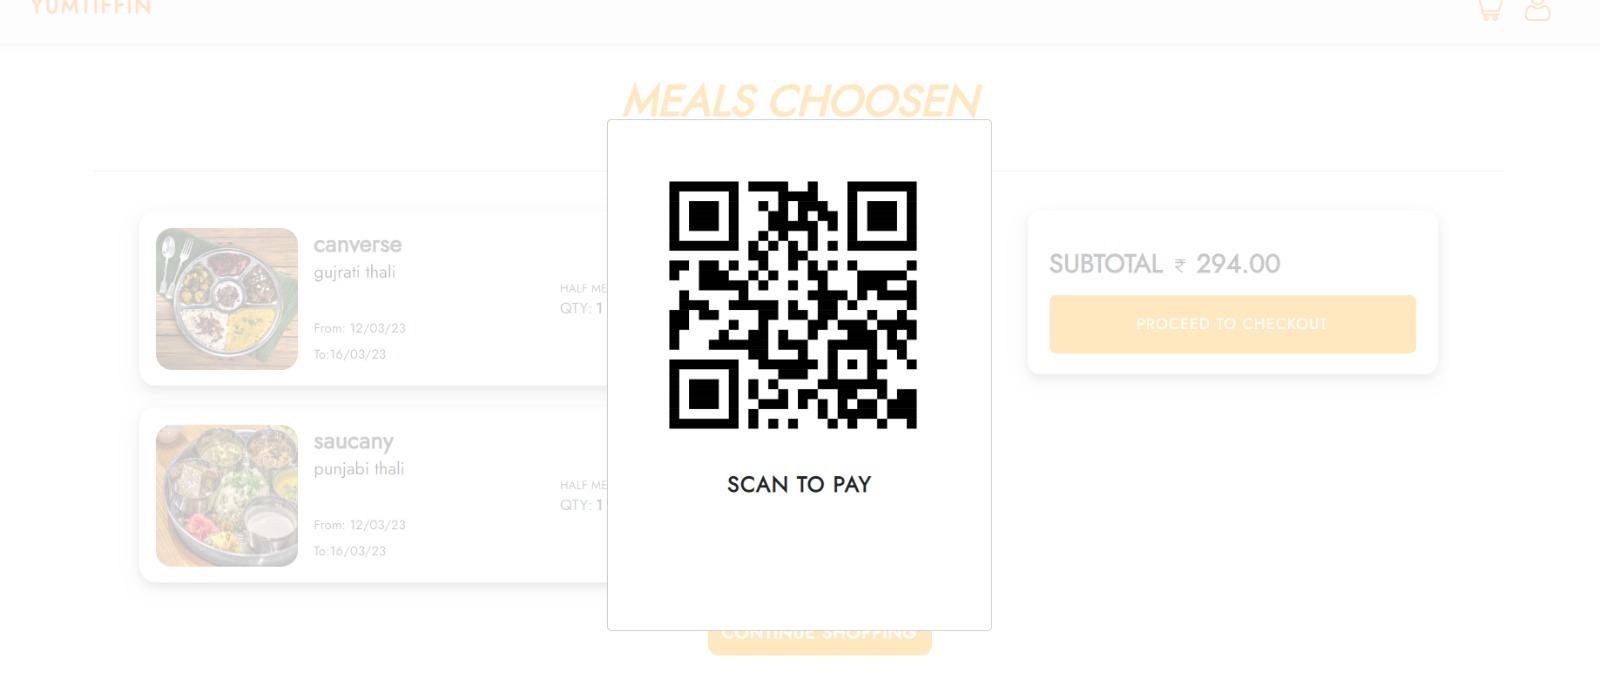 YUMTIFFIN
MEALS CHOOSEN
canverse
gujrati thali
HALF ME
QTY: 1
From: 12/03/23
To:16/03/23
saucany
punjabi thali
HALF ME
QTY: 1
From: 12/03/23
To:16/03/23
SCAN TO PAY
SUBTOTAL ₹ 294.00
PROCEED TO CHECKOUT
CONTINUE SHOPPING